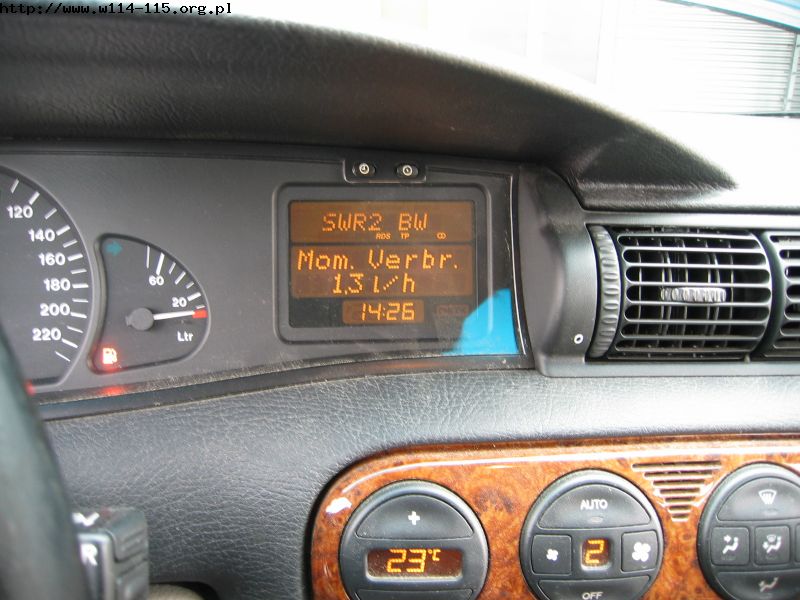 http://www.w114-115.org.pl
SWR2 BW
RDS TP CD
Mom. Verbr.
1,3 l/h
14:26
120
140
160
180
200
220
60
20
Ltr
+
23°C
AUTO
2
OFF
R